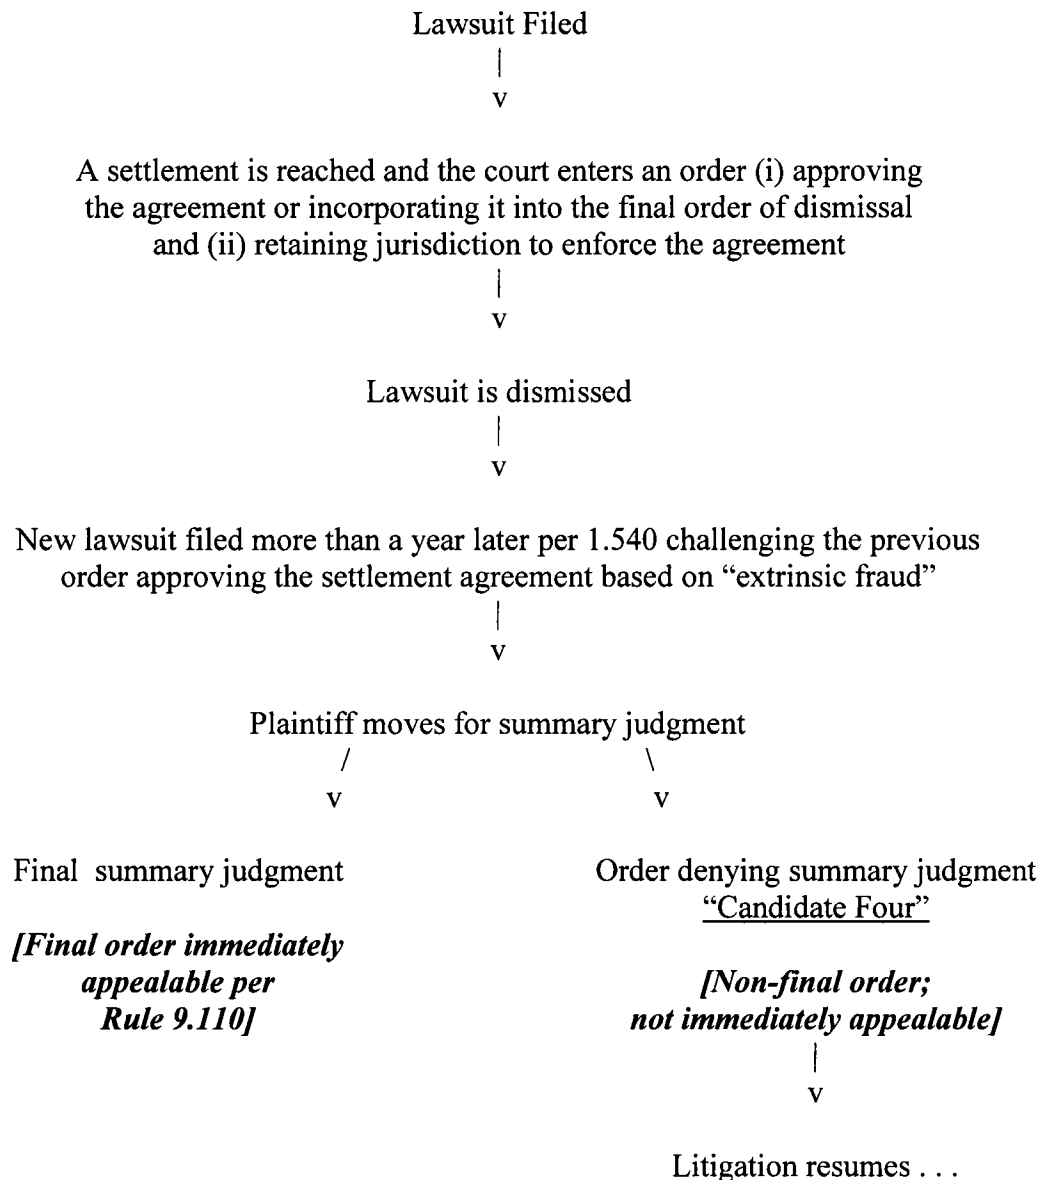 Lawsuit Filed
|
v
A settlement is reached and the court enters an order (i) approving
the agreement or incorporating it into the final order of dismissal
and (ii) retaining jurisdiction to enforce the agreement
|
v
Lawsuit is dismissed
|
v
New lawsuit filed more than a year later per 1.540 challenging the previous
order approving the settlement agreement based on “extrinsic fraud”
|
v
Plaintiff moves for summary judgment
/ \
v v
Final summary judgment
[Final order immediately
appealable per
Rule 9.110]
Order denying summary judgment
“Candidate Four”
[Non-final order;
not immediately appealable]
|
v
Litigation resumes . . .